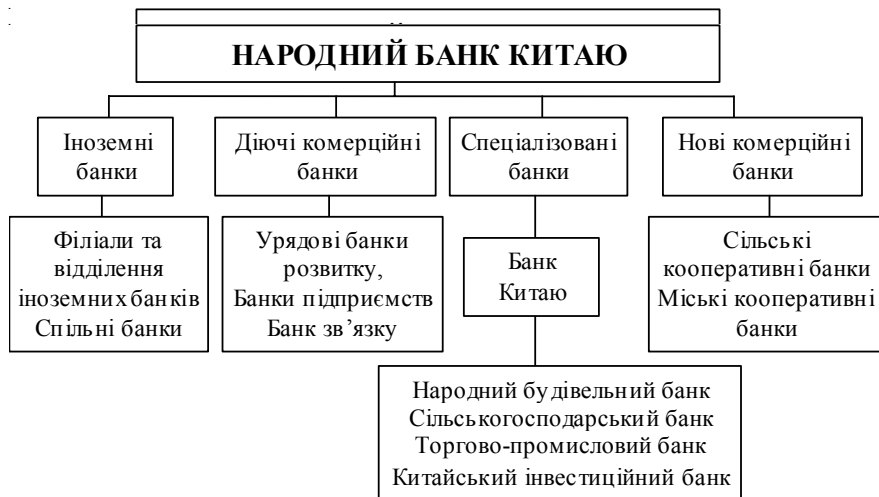 НАРОДНИЙ БАНК КИТАЮ
Іноземні
банки
Діючі комерційні
банки
Спеціалізовані
банки
Нові комерційні
банки
Філіали та
відділення
іноземних банків
Спільні банки
Урядові банки
розвитку,
Банки підприємств
Банк зв’язку
Банк
Китаю
Сільські
кооперативні банки
Міські кооперативні
банки
Народний будівельний банк
Сільськогосподарський банк
Торгово-промисловий банк
Китайський інвестиційний банк